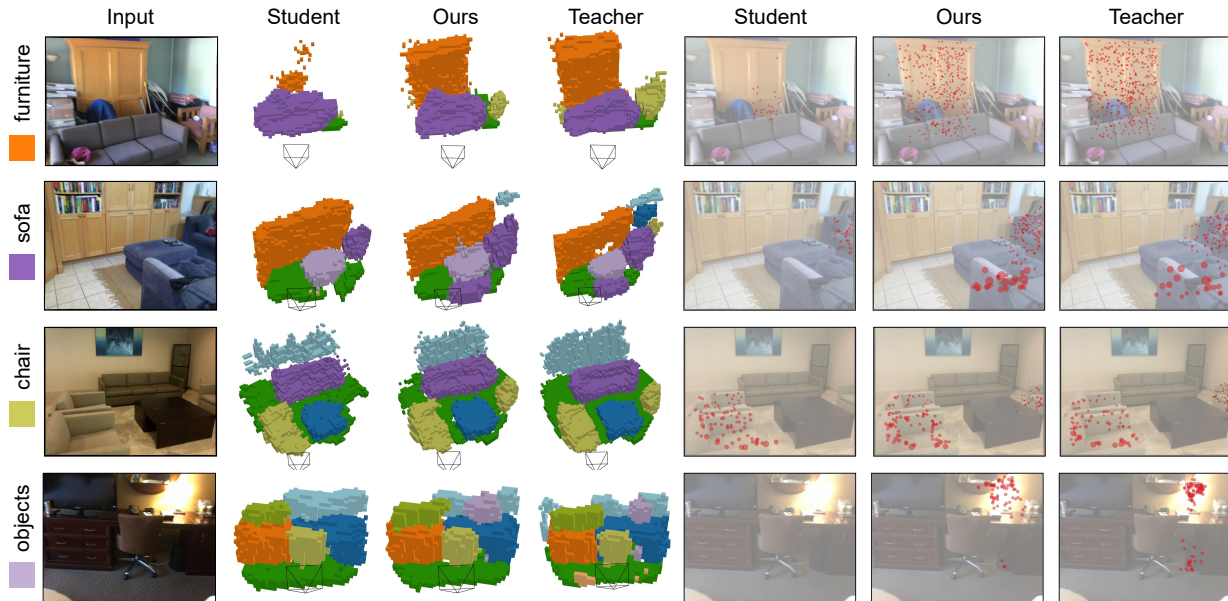 Input Student Ours Teacher Student Ours Teacher
furniture
sofa
chair
objects